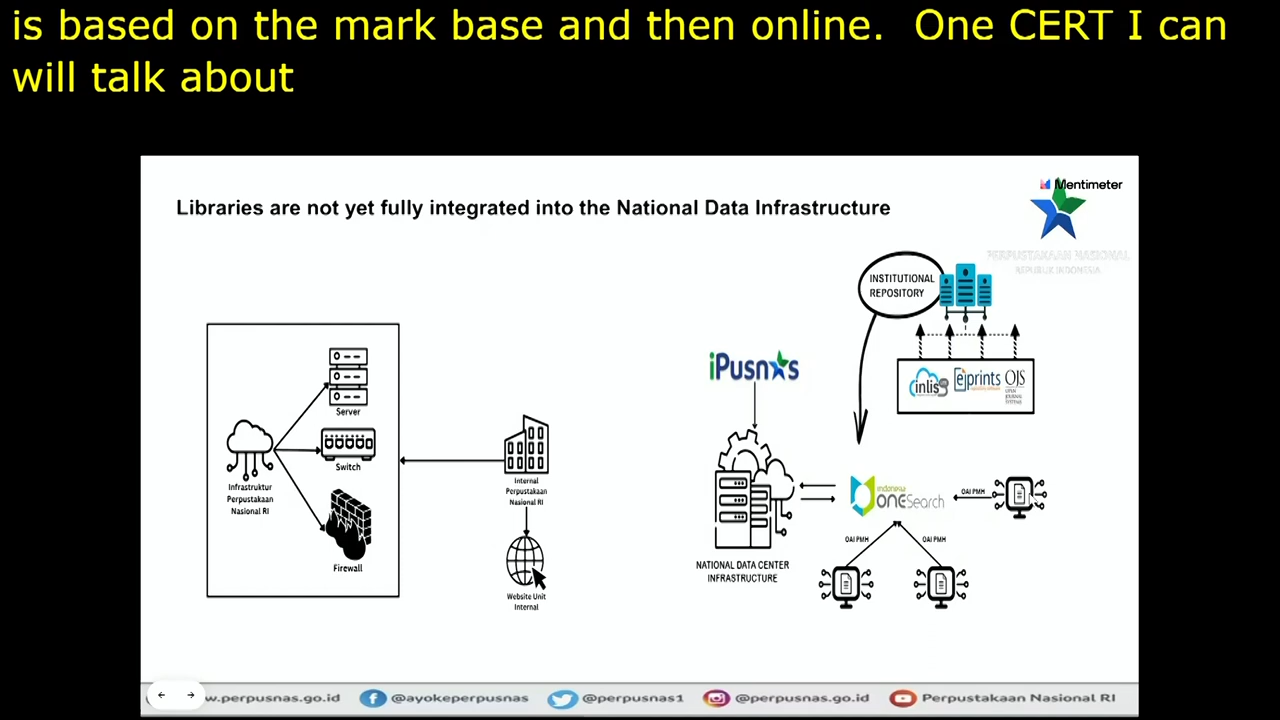 is based on the mark base and then online.  One CERT I can
will talk about
Mentimeter
Libraries are not yet fully integrated into the National Data Infrastructure
PERPUSTAKAAN NASIONAL
REPUBLIK INDONESIA
INSTITUTIONAL
REPOSITORY
iPusnas
inlis
eprints
OJS
OPEN
JOURNAL
SYSTEMS
Server
Switch
Infrastruktur
Perpustakaan
Nasional RI
Firewall
Internal
Perpustakaan
Nasional RI
Website Unit
Internal
NATIONAL DATA CENTER
INFRASTRUCTURE
indonesia
ONESearch
OAI PMH
OAI PMH
OAI PMH
w.perpusnas.go.id
@ayokeperpusnas
@perpusnas1
@perpusnas.go.id
Perpustakaan Nasional RI